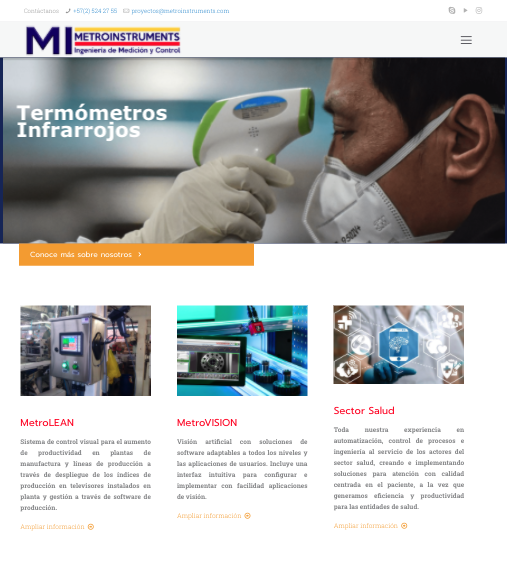 Contáctanos +57(2) 524 27 55 proyectos@metroinstruments.com
MI METROINSTRUMENTS
Ingeniería de Medición y Control
Termómetros
Infrarrojos
Conoce más sobre nosotros
MetroLEAN
Sistema de control visual para el aumento
de productividad en plantas de
manufactura y líneas de producción a
través de despliegue de los índices de
producción en televisores instalados en
planta y gestión a través de software de
producción.
Ampliar información
MetroVISION
Visión artificial con soluciones de
software adaptables a todos los niveles y
las aplicaciones de usuarios. Incluye una
interfaz intuitiva para configurar e
implementar con facilidad aplicaciones
de visión.
Ampliar información
Sector Salud
Toda nuestra experiencia en
automatización, control de procesos e
ingeniería al servicio de los actores del
sector salud, creando e implementando
soluciones para atención con calidad
centrada en el paciente, a la vez que
generamos eficiencia y productividad
para las entidades de salud.
Ampliar información